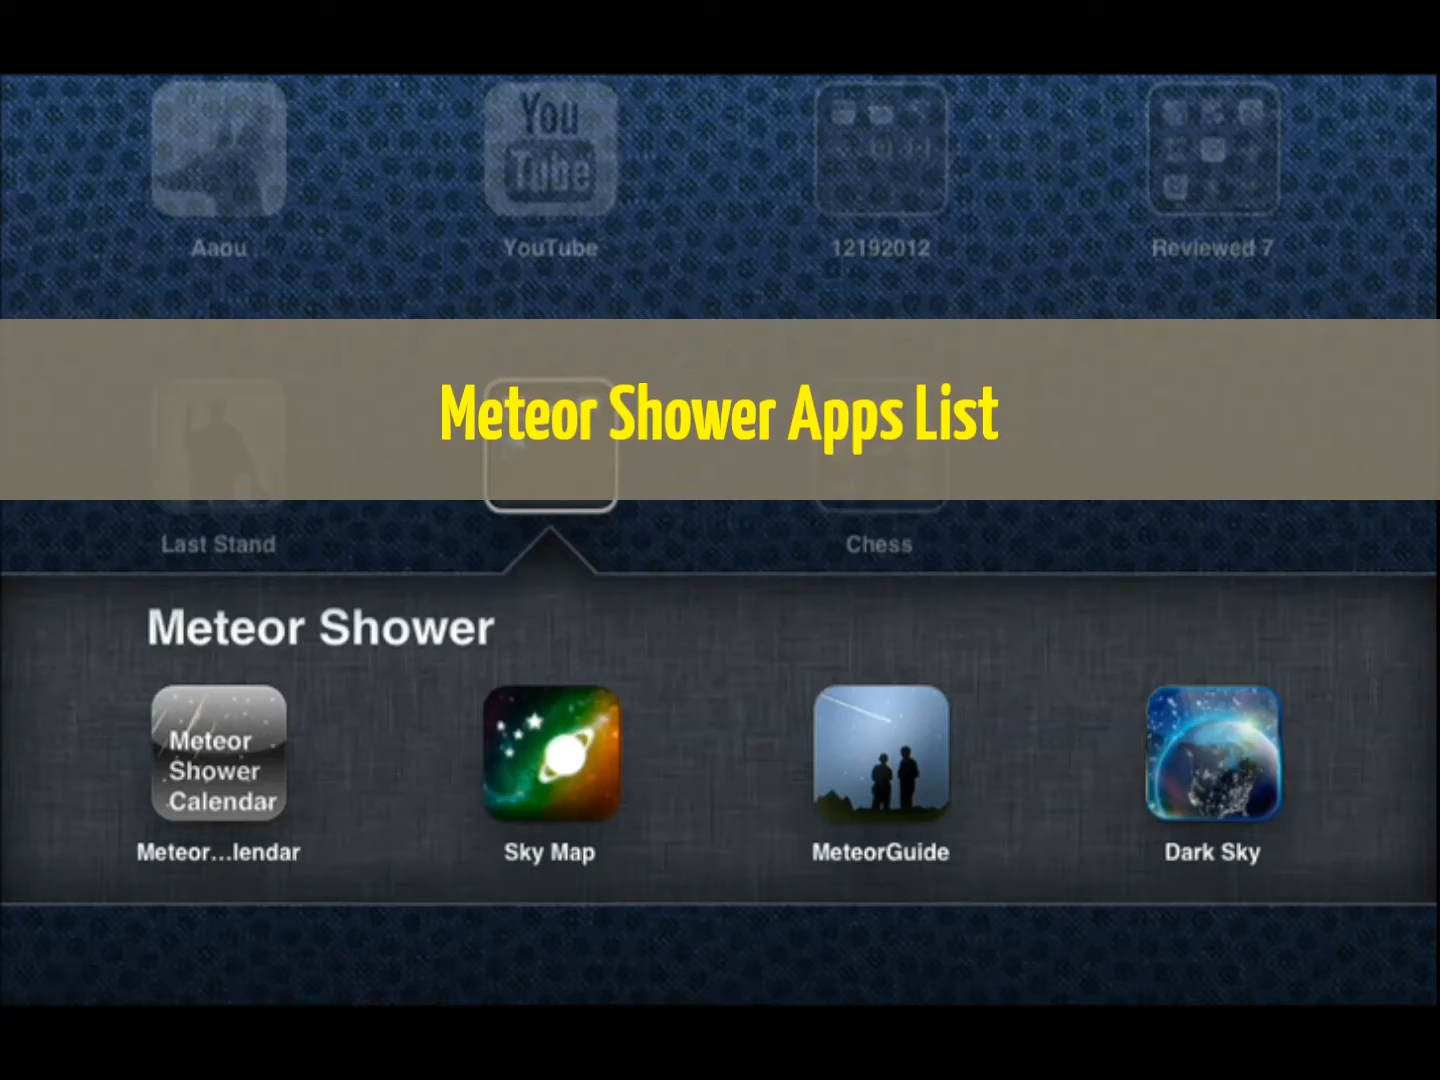 You
Tube
Aaou
YouTube
12192012
Reviewed 7
Meteor Shower Apps List
Last Stand
Chess
Meteor Shower
Meteor
Shower
Calendar
Meteor...lendar
Sky Map
MeteorGuide
Dark Sky